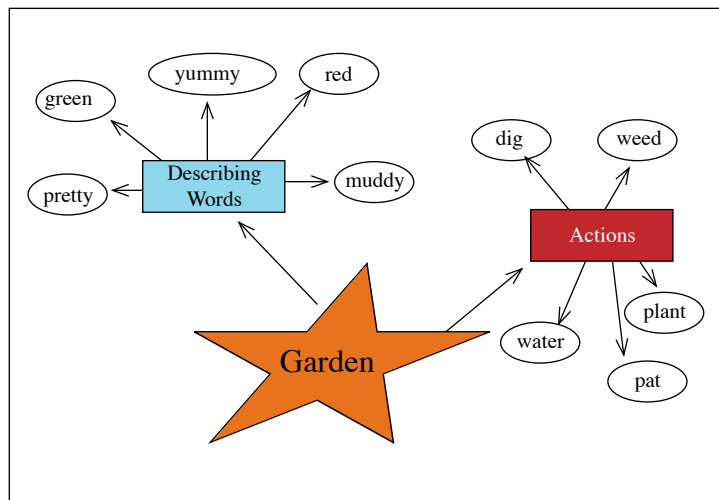 yummy
red
green
dig
weed
Describing
Words
pretty
muddy
Actions
plant
water
Garden
pat